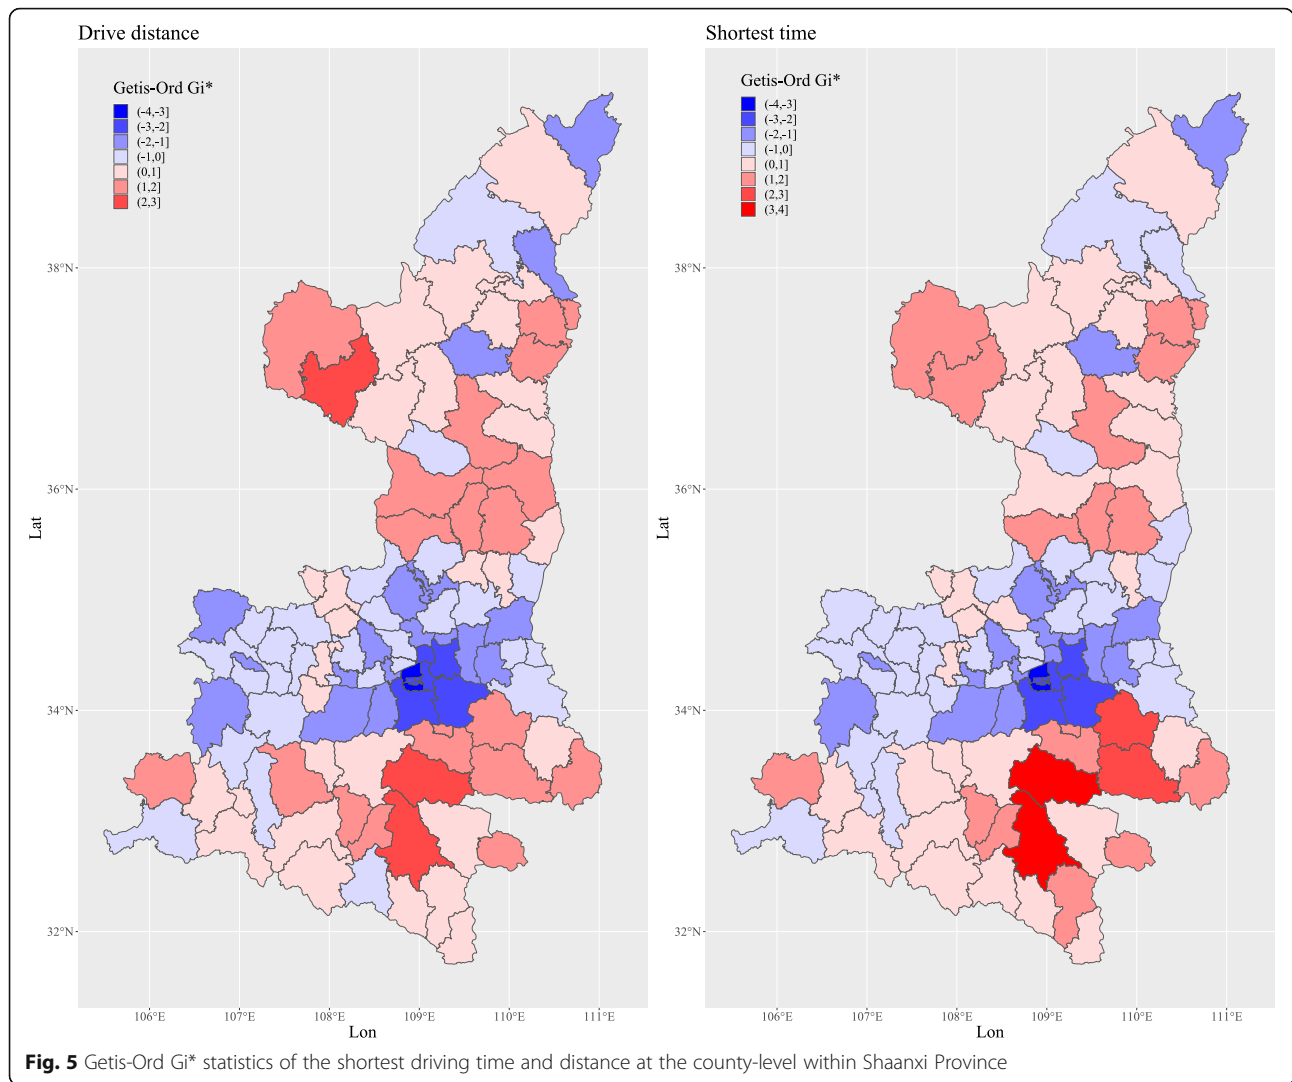 Drive distance
Getis-Ord Gi*
(-4,-3]
(-3,-2]
(-2,-1]
(-1,0]
(0,1]
(1,2]
(2,3]
38°N
36°N
34°N
32°N
Lat
106°E 107°E 108°E 109°E 110°E 111°E
Lon
Shortest time
Getis-Ord Gi*
(-4,-3]
(-3,-2]
(-2,-1]
(-1,0]
(0,1]
(1,2]
(2,3]
(3,4]
38°N
36°N
34°N
32°N
Lat
106°E 107°E 108°E 109°E 110°E 111°E
Lon
Fig. 5 Getis-Ord Gi* statistics of the shortest driving time and distance at the county-level within Shaanxi Province